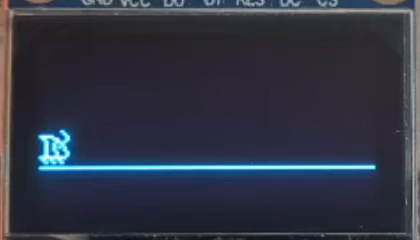 GND VCC D0 D1 RES DC CS